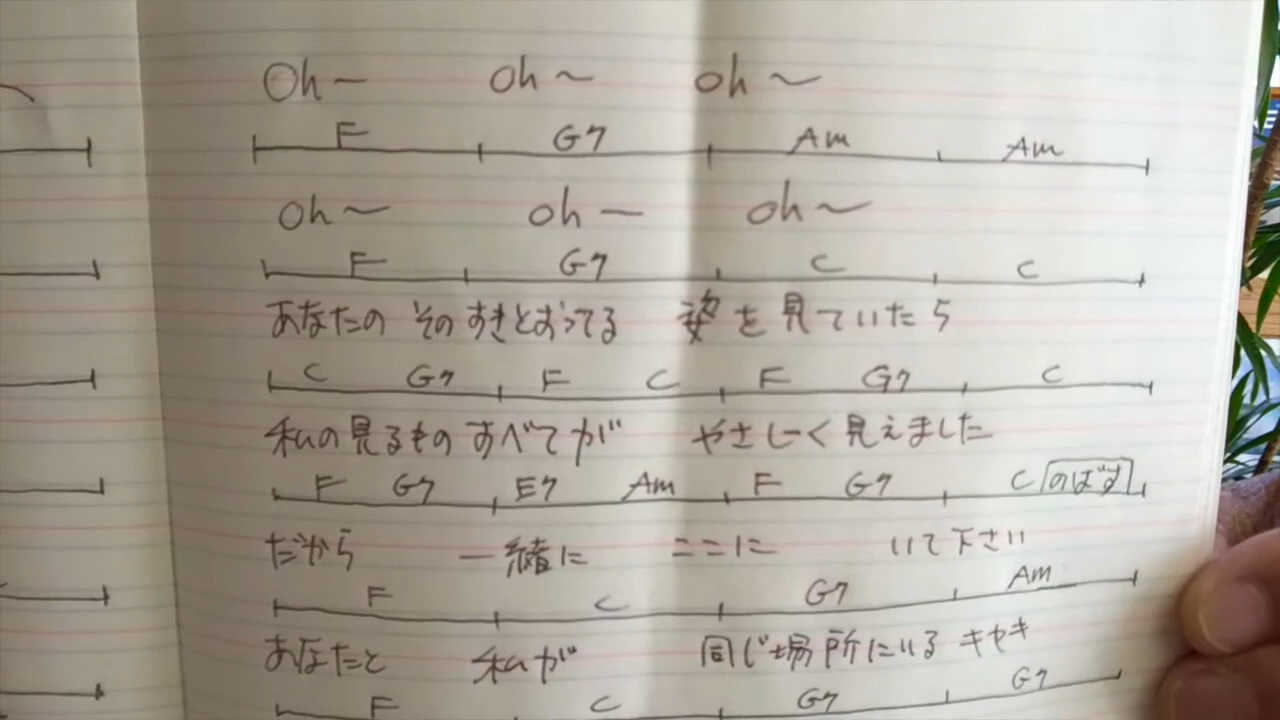 Oh〜 Oh〜 Oh〜
F G7 Am Am
Oh〜 Oh〜 Oh〜
F G7 C C
あなたの そのすきとおってる 姿を見ていたら
C G7 F C F G7 C
私の見るものすべてが やさしーく見えました
F G7 E7 Am F G7 C のばす
だから 一緒に ここに いて下さい
F C G7 Am
あなたと 私が 同じ場所にいる キセキ
F C G7 G7